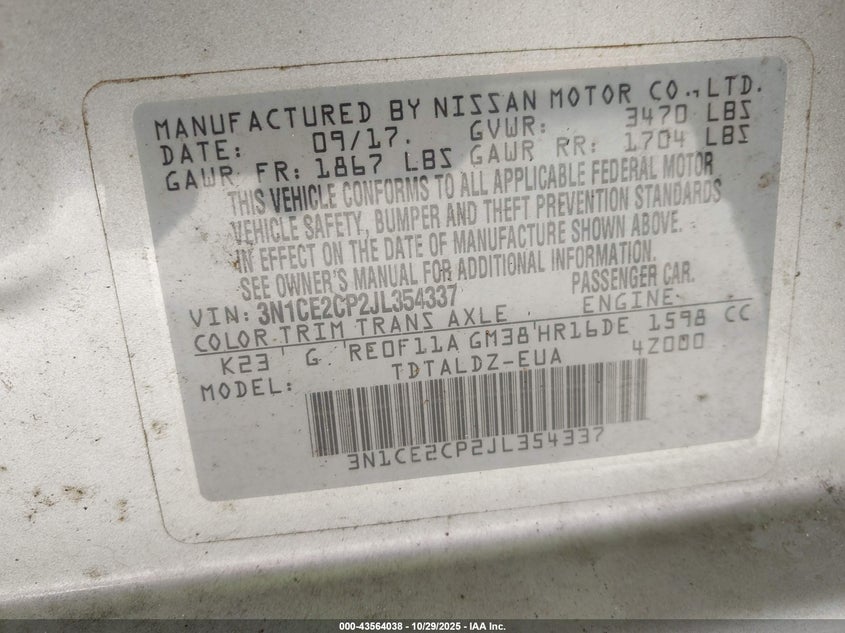 MANUFACTURED BY NISSAN MOTOR CO., LTD.
DATE: 09/17. GVWR: 3470 LBS
GAWR FR: 1867 LBS GAWR RR: 1704 LBS
THIS VEHICLE CONFORMS TO ALL APPLICABLE FEDERAL MOTOR
VEHICLE SAFETY, BUMPER AND THEFT PREVENTION STANDARDS
IN EFFECT ON THE DATE OF MANUFACTURE SHOWN ABOVE.
SEE OWNER'S MANUAL FOR ADDITIONAL INFORMATION.
VIN: 3N1CE2CP2JL354337 PASSENGER CAR.
COLOR TRIM TRANS AXLE ENGINE
K23 G RE0F11A GM38 HR16DE 1598 CC
MODEL: TDTALDZ-EUA 4Z000
3N1CE2CP2JL354337
000-43564038 - 10/29/2025 - IAA Inc.